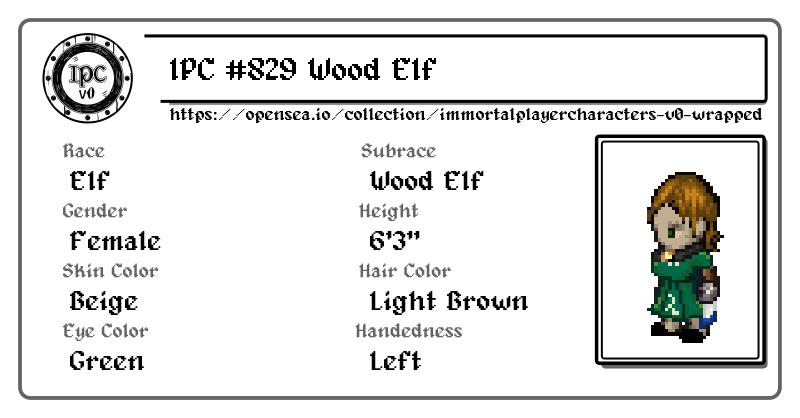 IPC
v0
IPC #829 Wood Elf
https://opensea.io/collection/immortalplayercharacters-v0-wrapped
Race
Subrace
Elf
Wood Elf
Gender
Height
Female
6'3"
Skin Color
Hair Color
Beige
Light Brown
Eye Color
Handedness
Green
Left